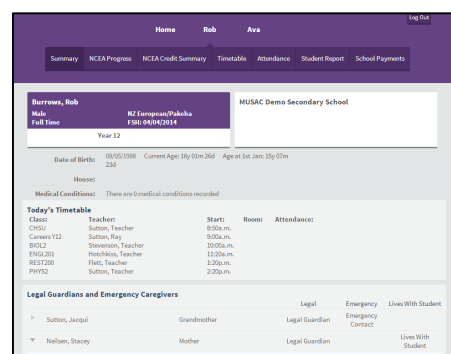 Log Out
Home Rob Ava
Summary NCEA Progress NCEA Credit Summary Timetable Attendance Student Report School Payments
Burrows, Rob
Male NZ European/Pakeha
Full Time FSH: 04/04/2014
Year 12
MUSAC Demo Secondary School
Date of Birth: 09/05/1998 Current Age: 16y 01m 26d Age at 1st Jan: 15y 07m
23d
House:
Medical Conditions: There are 0 medical conditions recorded
Today's Timetable
Class: Teacher: Start: Room: Attendance:
CHSU Sutton, Teacher 8:50a.m.
Careers Y12 Sutton, Ray 9:00a.m.
BIOL2 Stevenson, Teacher 10:00a.m.
ENGL201 Hotchkiss, Teacher 11:20a.m.
REST200 Flett, Teacher 1:20p.m.
PHYS2 Sutton, Teacher 2:20p.m.
Legal Guardians and Emergency Caregivers
Legal Emergency Lives With Student
Sutton, Jacqui Grandmother Legal Guardian Emergency
Contact
Neilsen, Stacey Mother Legal Guardian Lives With
Student